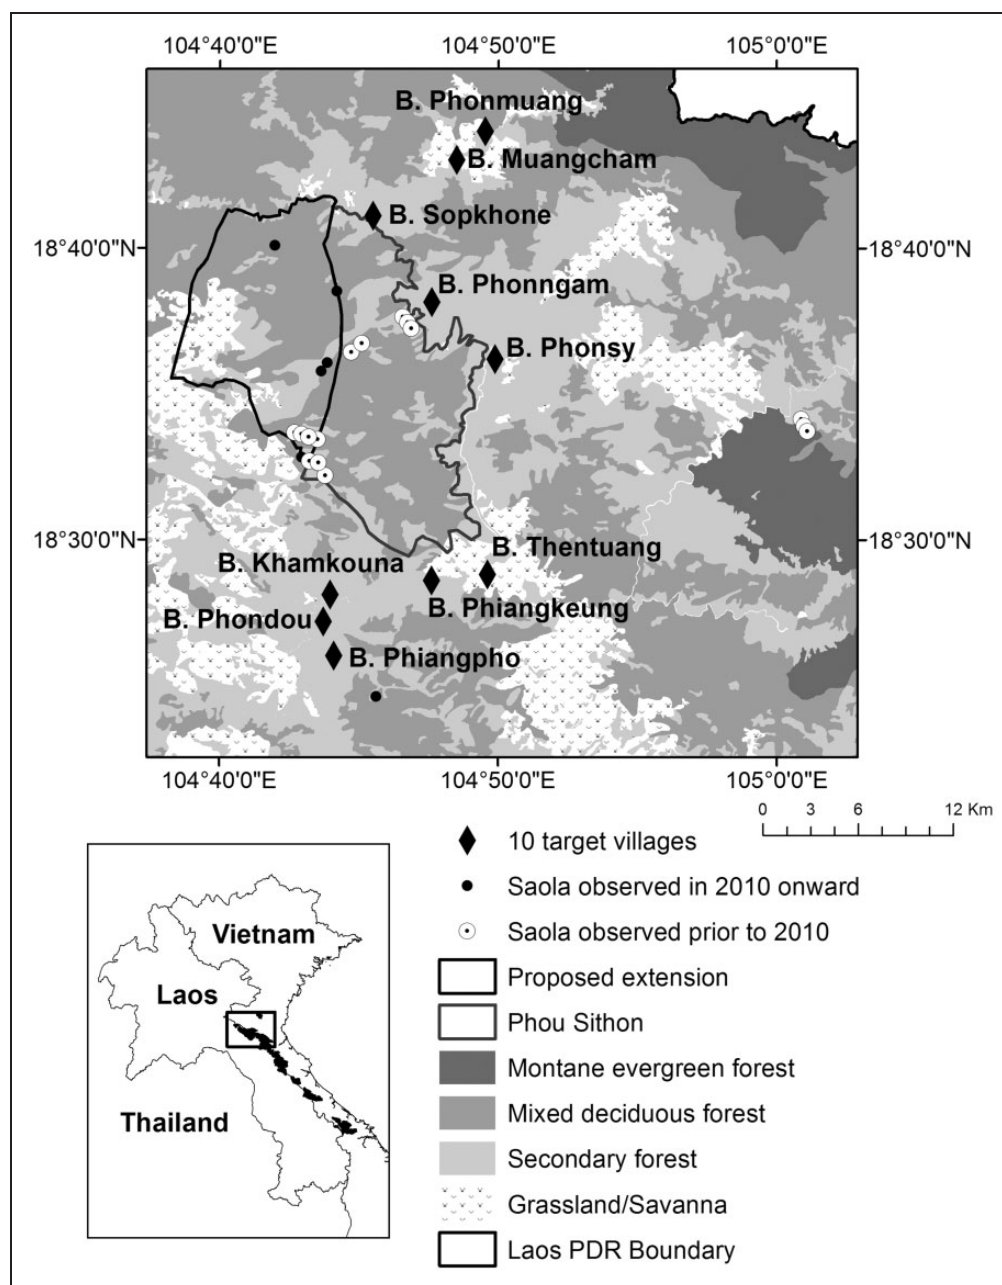 104°40'0"E 104°50'0"E 105°0'0"E
B. Phonmuang
B. Muangcham
B. Sopkhone
18°40'0"N 18°40'0"N
B. Phonngam
B. Phonsy
18°30'0"N 18°30'0"N
B. Thentuang
B. Khamkouna
B. Phiangkeung
B. Phondou
B. Phiangpho
104°40'0"E 104°50'0"E 105°0'0"E
0 3 6 12 Km
10 target villages
Saola observed in 2010 onward
Saola observed prior to 2010
Proposed extension
Phou Sithon
Montane evergreen forest
Mixed deciduous forest
Secondary forest
Grassland/Savanna
Laos PDR Boundary
Vietnam
Laos
Thailand